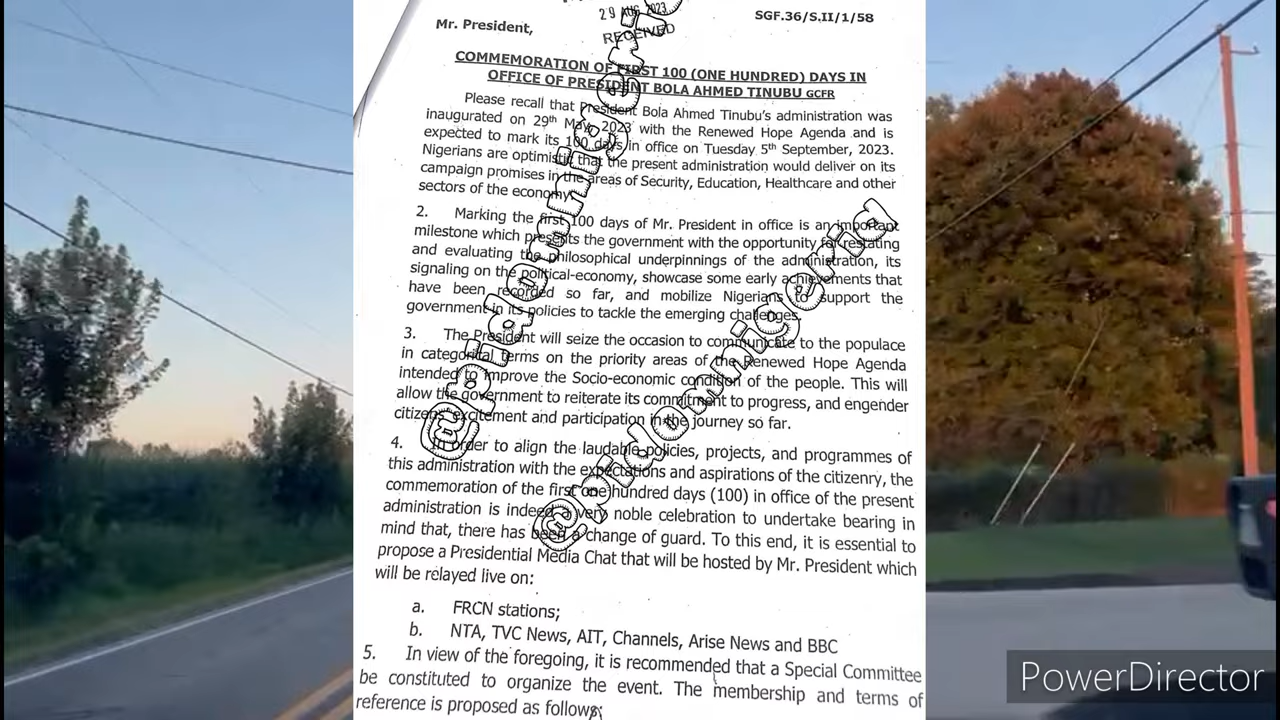 29 AUG 2023
RECEIVED
SGF.36/S.II/1/58
Mr. President,
COMMEMORATION OF FIRST 100 (ONE HUNDRED) DAYS IN
OFFICE OF PRESIDENT BOLA AHMED TINUBU GCFR
Please recall that President Bola Ahmed Tinubu's administration was
inaugurated on 29th May, 2023 with the Renewed Hope Agenda and is
expected to mark its 100 days in office on Tuesday 5th September, 2023.
Nigerians are optimistic that the present administration would deliver on its
campaign promises in the areas of Security, Education, Healthcare and other
sectors of the economy.
2. Marking the first 100 days of Mr. President in office is an important
milestone which presents the government with the opportunity for restating
and evaluating the philosophical underpinnings of the administration, its
signaling on the political-economy, showcase some early achievements that
have been recorded so far, and mobilize Nigerians to support the
government in its policies to tackle the emerging challenges.
3. The President will seize the occasion to communicate to the populace
in categorical terms on the priority areas of the Renewed Hope Agenda
intended to improve the Socio-economic condition of the people. This will
allow the government to reiterate its commitment to progress, and engender
citizens' excitement and participation in the journey so far.
4. In order to align the laudable policies, projects, and programmes of
this administration with the expectations and aspirations of the citizenry, the
commemoration of the first one hundred days (100) in office of the present
administration is indeed a very noble celebration to undertake bearing in
mind that, there has been a change of guard. To this end, it is essential to
propose a Presidential Media Chat that will be hosted by Mr. President which
will be relayed live on:
a. FRCN stations;
b. NTA, TVC News, AIT, Channels, Arise News and BBC
5. In view of the foregoing, it is recommended that a Special Committee
be constituted to organize the event. The membership and terms of
reference is proposed as follows;
PowerDirector